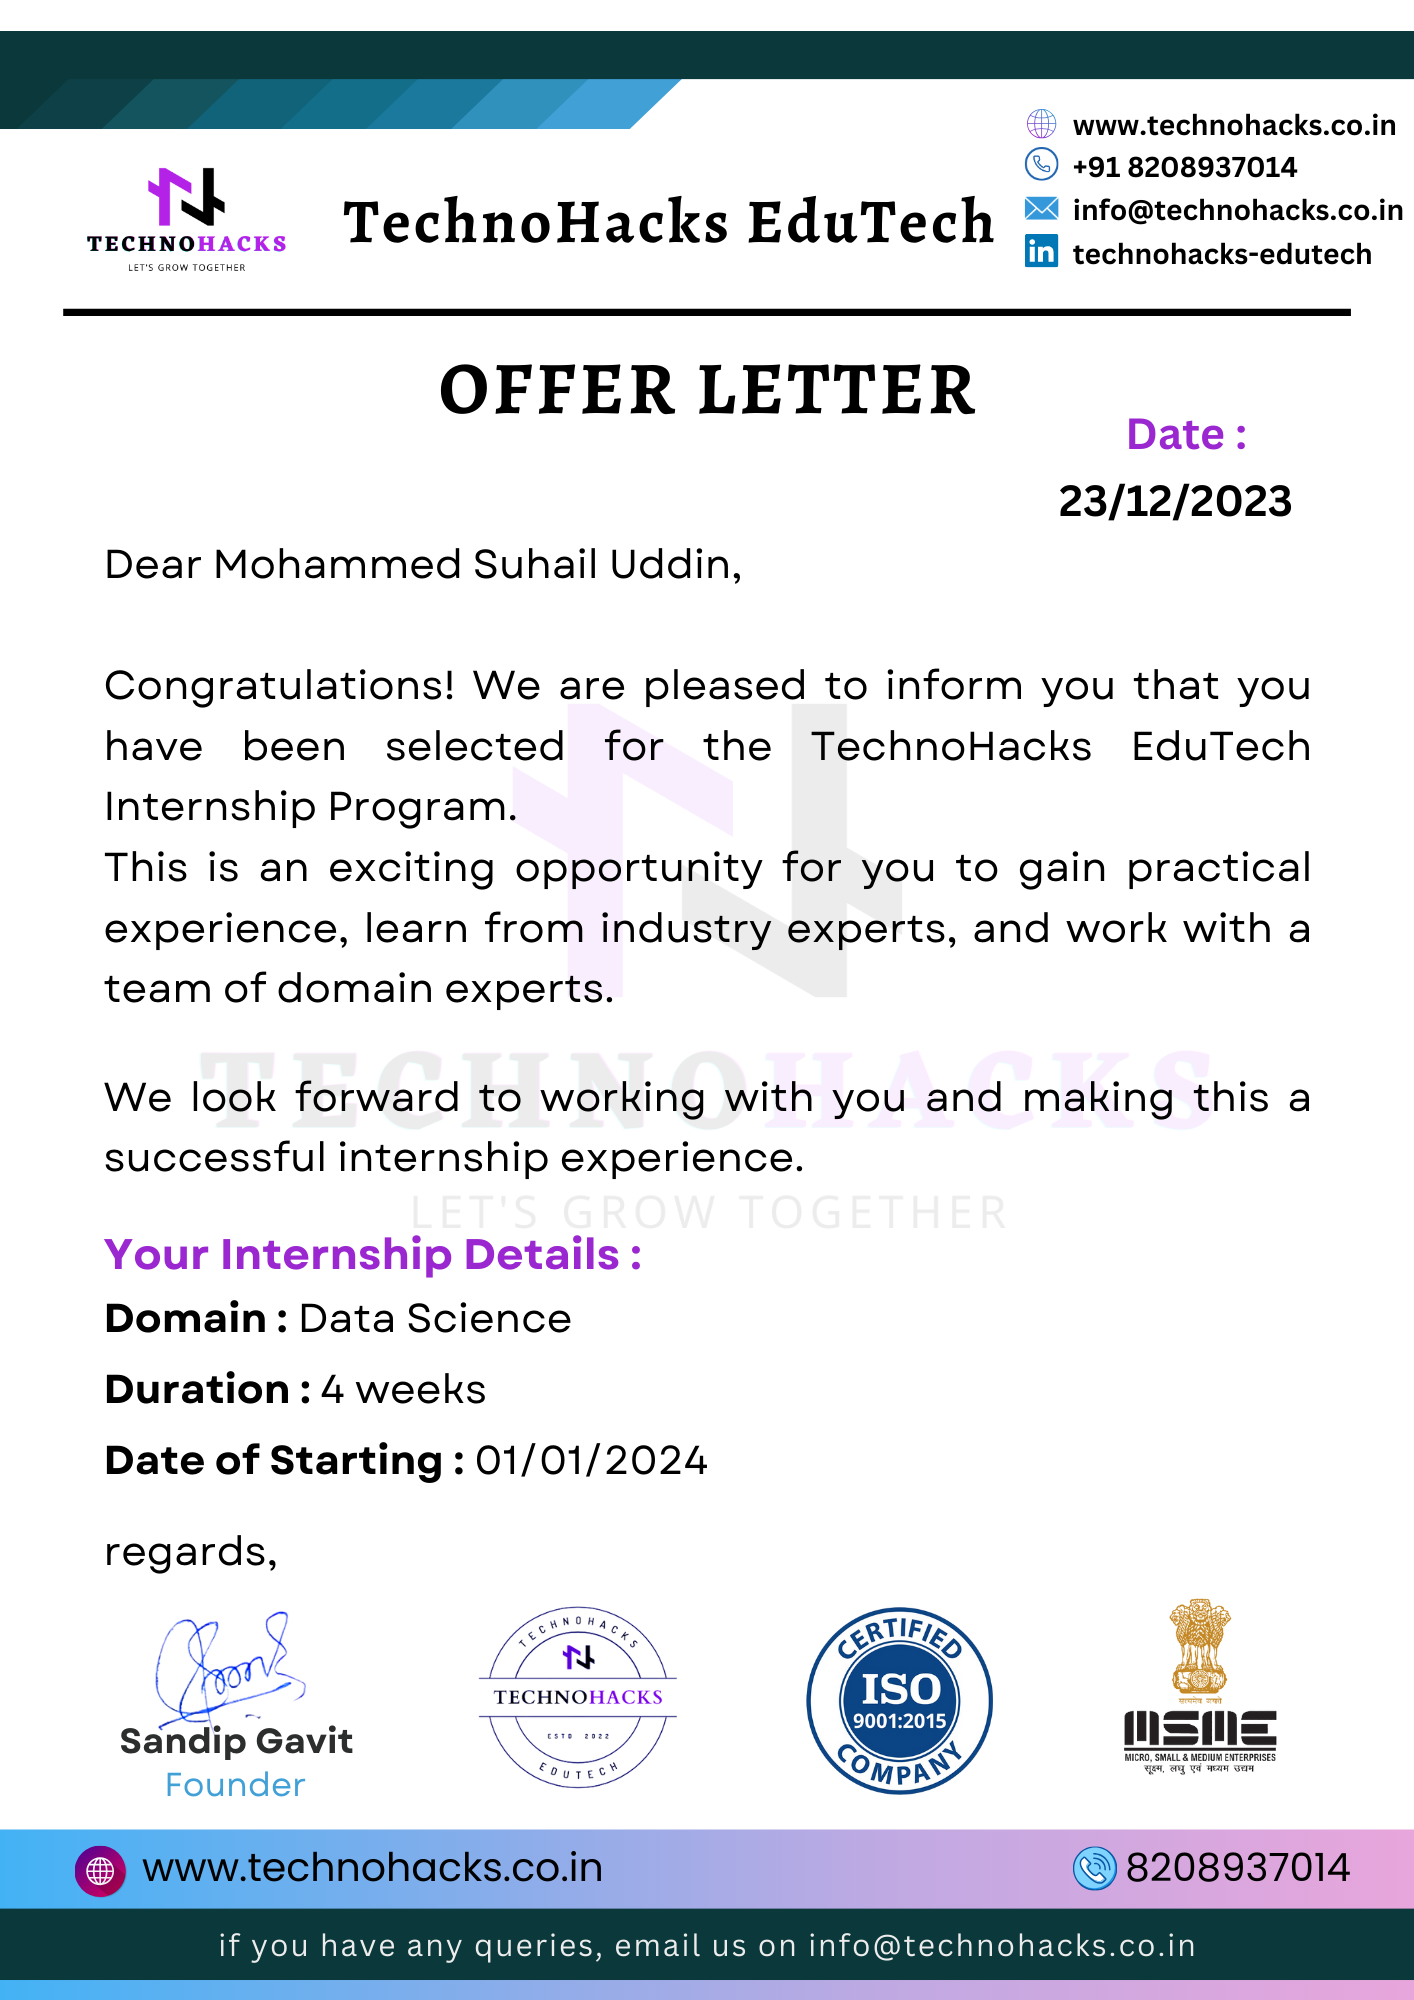 www.technohacks.co.in
+91 8208937014
info@technohacks.co.in
in technohacks-edutech
TECHNOHACKS
LET'S GROW TOGETHER
TechnoHacks EduTech
OFFER LETTER
Date :
23/12/2023
Dear Mohammed Suhail Uddin,
Congratulations! We are pleased to inform you that you
have been selected for the TechnoHacks EduTech
Internship Program.
This is an exciting opportunity for you to gain practical
experience, learn from industry experts, and work with a
team of domain experts.
TECHNOHACKS
We look forward to working with you and making this a
successful internship experience.
LET'S GROW TOGETHER
Your Internship Details :
Domain : Data Science
Duration : 4 weeks
Date of Starting : 01/01/2024
regards,
Sandip Gavit
Founder
TECHNOHACKS
TECHNOHACKS
ESTD 2022
EDUTECH
CERTIFIED
ISO
9001:2015
COMPANY
सत्यमेव जयते
MSME
MICRO, SMALL & MEDIUM ENTERPRISES
सूक्ष्म, लघु एवं मध्यम उद्यम
www.technohacks.co.in
8208937014
if you have any queries, email us on info@technohacks.co.in